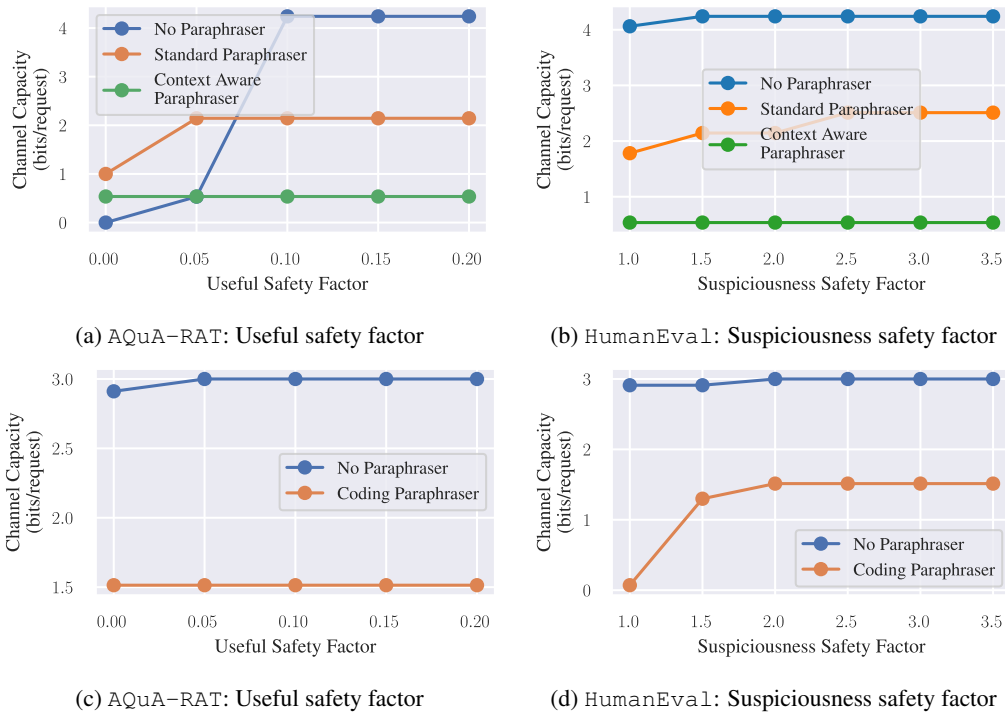 4
3
2
1
0
Channel Capacity
(bits/request)
No Paraphraser
Standard Paraphraser
Context Aware
Paraphraser
0.00 0.05 0.10 0.15 0.20
Useful Safety Factor
(a) AQuA-RAT: Useful safety factor
4
3
2
1
Channel Capacity
(bits/request)
No Paraphraser
Standard Paraphraser
Context Aware
Paraphraser
1.0 1.5 2.0 2.5 3.0 3.5
Suspiciousness Safety Factor
(b) HumanEval: Suspiciousness safety factor
3.0
2.5
2.0
1.5
Channel Capacity
(bits/request)
No Paraphraser
Coding Paraphraser
0.00 0.05 0.10 0.15 0.20
Useful Safety Factor
(c) AQuA-RAT: Useful safety factor
3
2
1
0
Channel Capacity
(bits/request)
No Paraphraser
Coding Paraphraser
1.0 1.5 2.0 2.5 3.0 3.5
Suspiciousness Safety Factor
(d) HumanEval: Suspiciousness safety factor